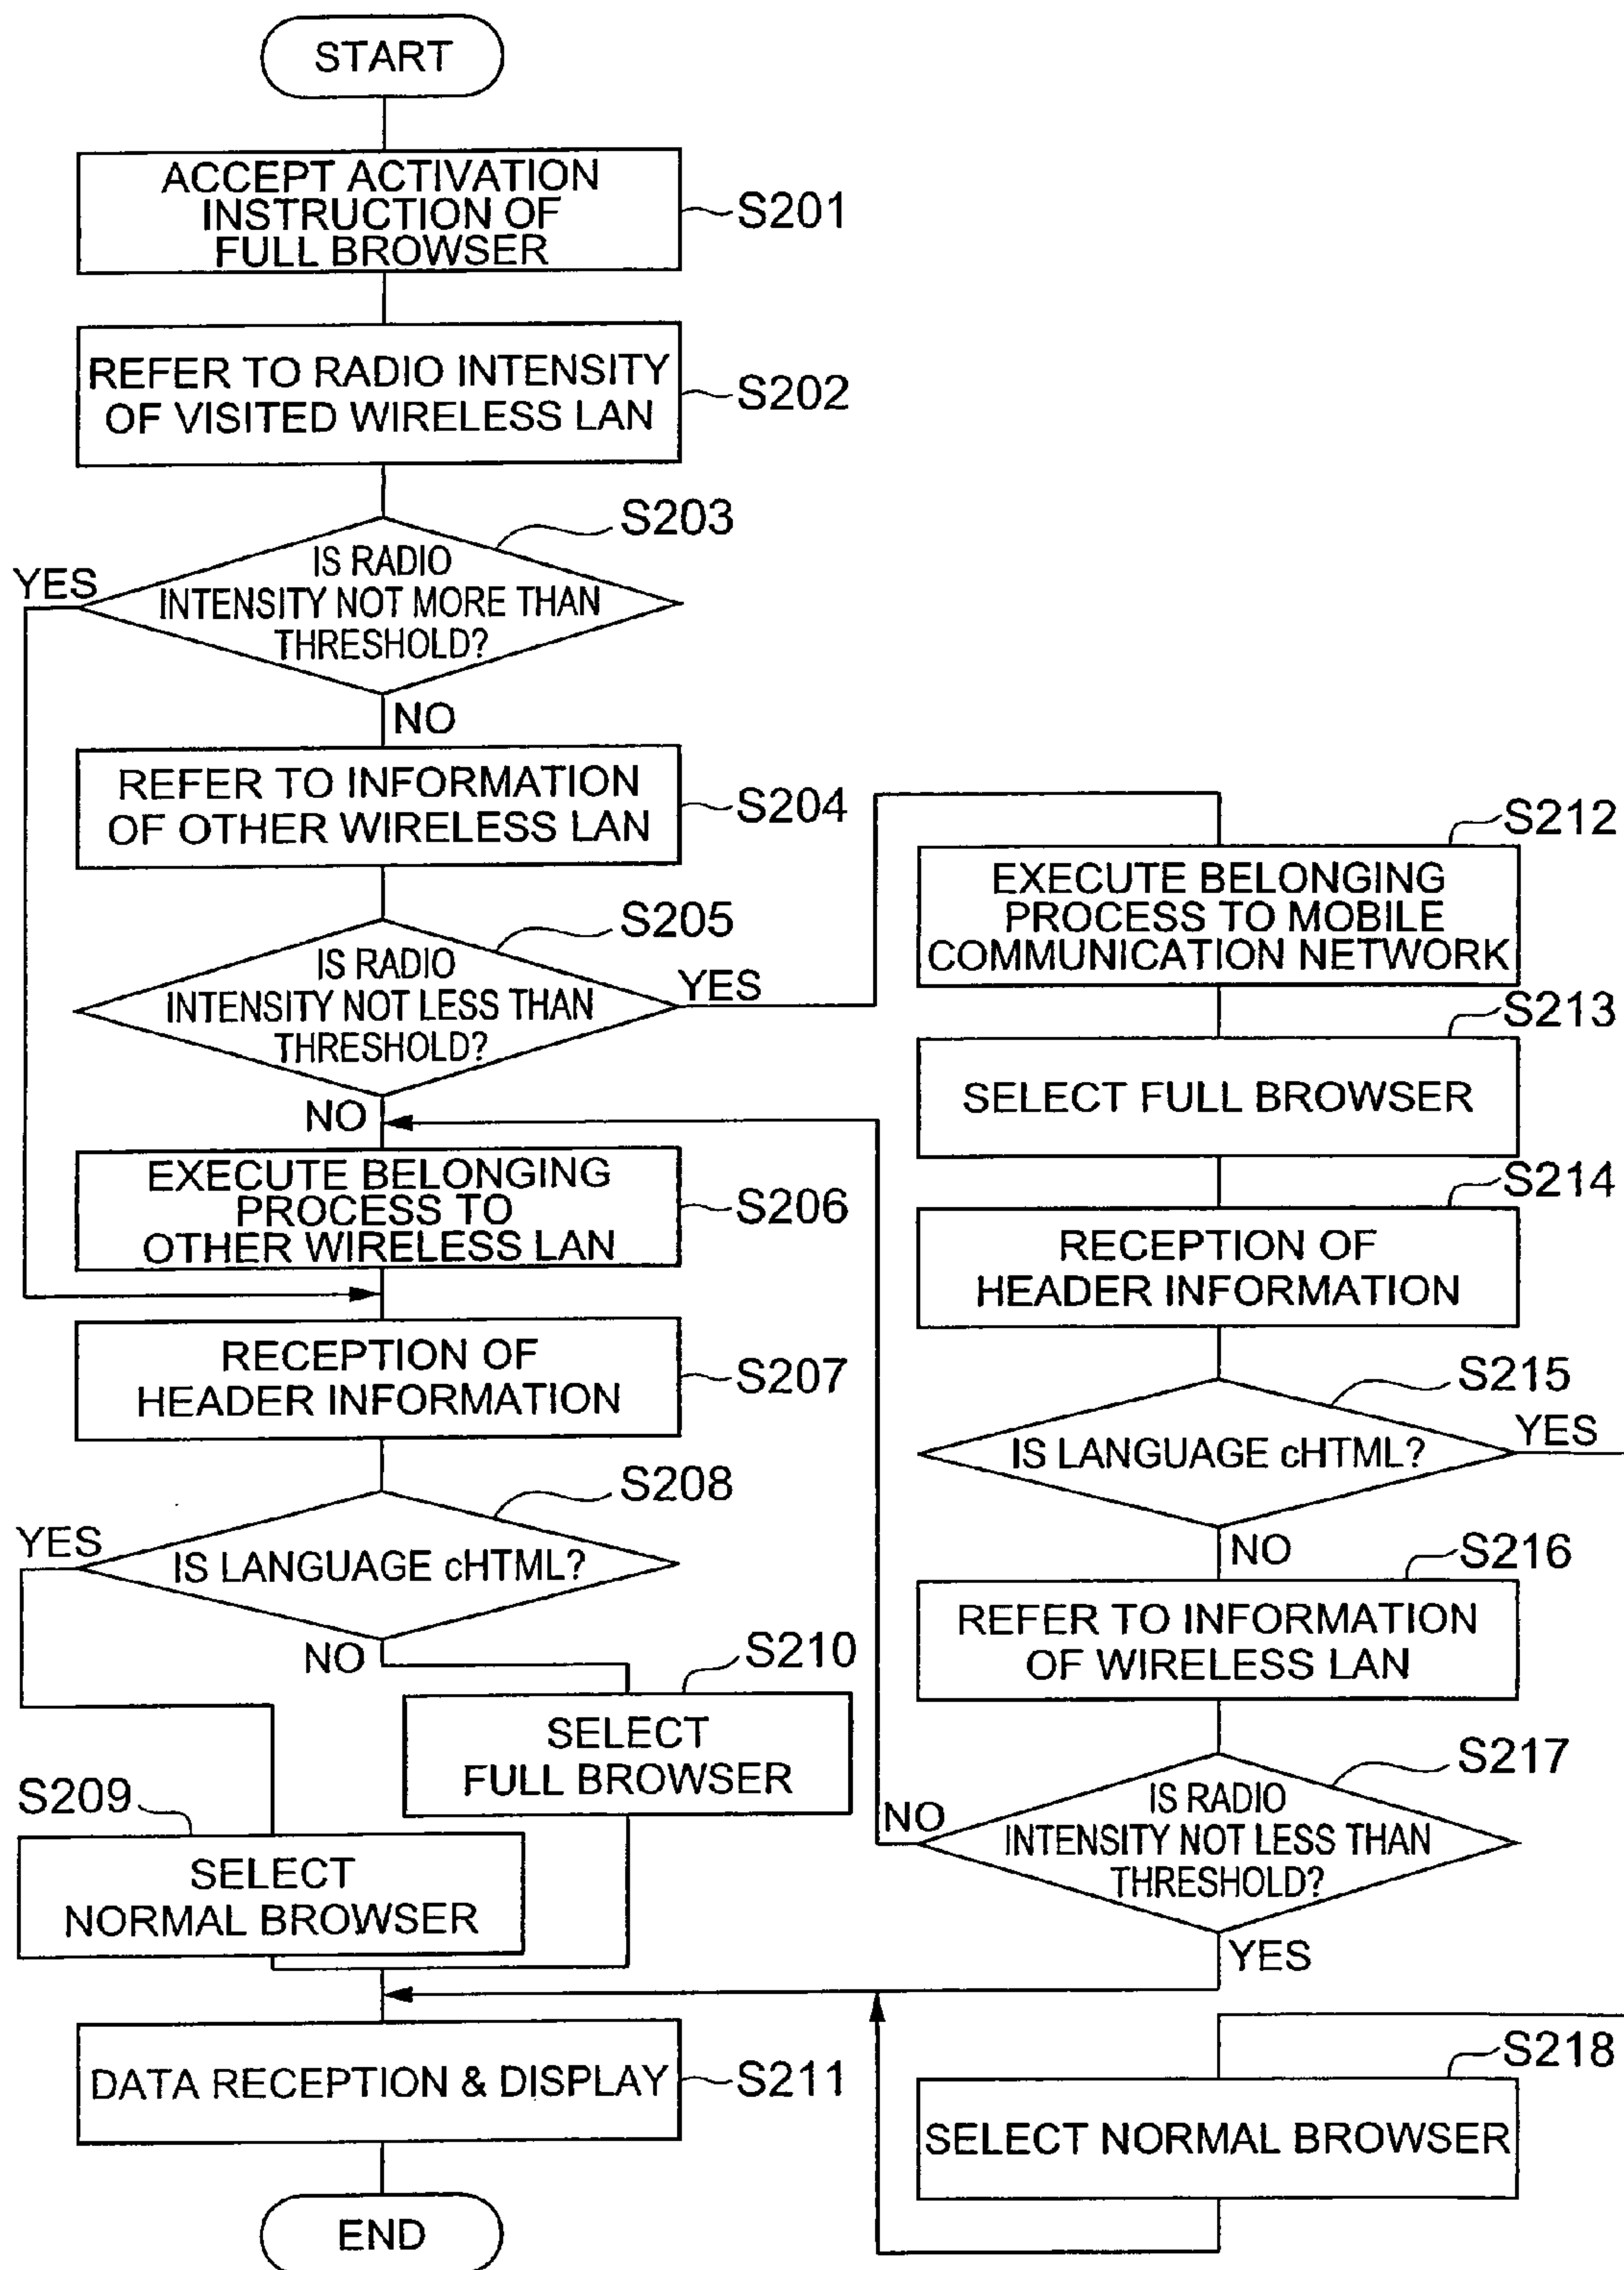 START
ACCEPT ACTIVATION
INSTRUCTION OF
FULL BROWSER
S201
REFER TO RADIO INTENSITY
OF VISITED WIRELESS LAN
S202
S203
IS RADIO
INTENSITY NOT MORE THAN
THRESHOLD?
YES
NO
REFER TO INFORMATION
OF OTHER WIRELESS LAN
S204
S205
IS RADIO
INTENSITY NOT LESS THAN
THRESHOLD?
YES
NO
EXECUTE BELONGING
PROCESS TO
OTHER WIRELESS LAN
S206
RECEPTION OF
HEADER INFORMATION
S207
S208
YES
IS LANGUAGE cHTML?
NO
S210
SELECT
FULL BROWSER
S209
SELECT
NORMAL BROWSER
DATA RECEPTION & DISPLAY
S211
END
S212
EXECUTE BELONGING
PROCESS TO MOBILE
COMMUNICATION NETWORK
S213
SELECT FULL BROWSER
S214
RECEPTION OF
HEADER INFORMATION
S215
IS LANGUAGE cHTML?
YES
NO
S216
REFER TO INFORMATION
OF WIRELESS LAN
S217
IS RADIO
INTENSITY NOT LESS THAN
THRESHOLD?
NO
YES
S218
SELECT NORMAL BROWSER